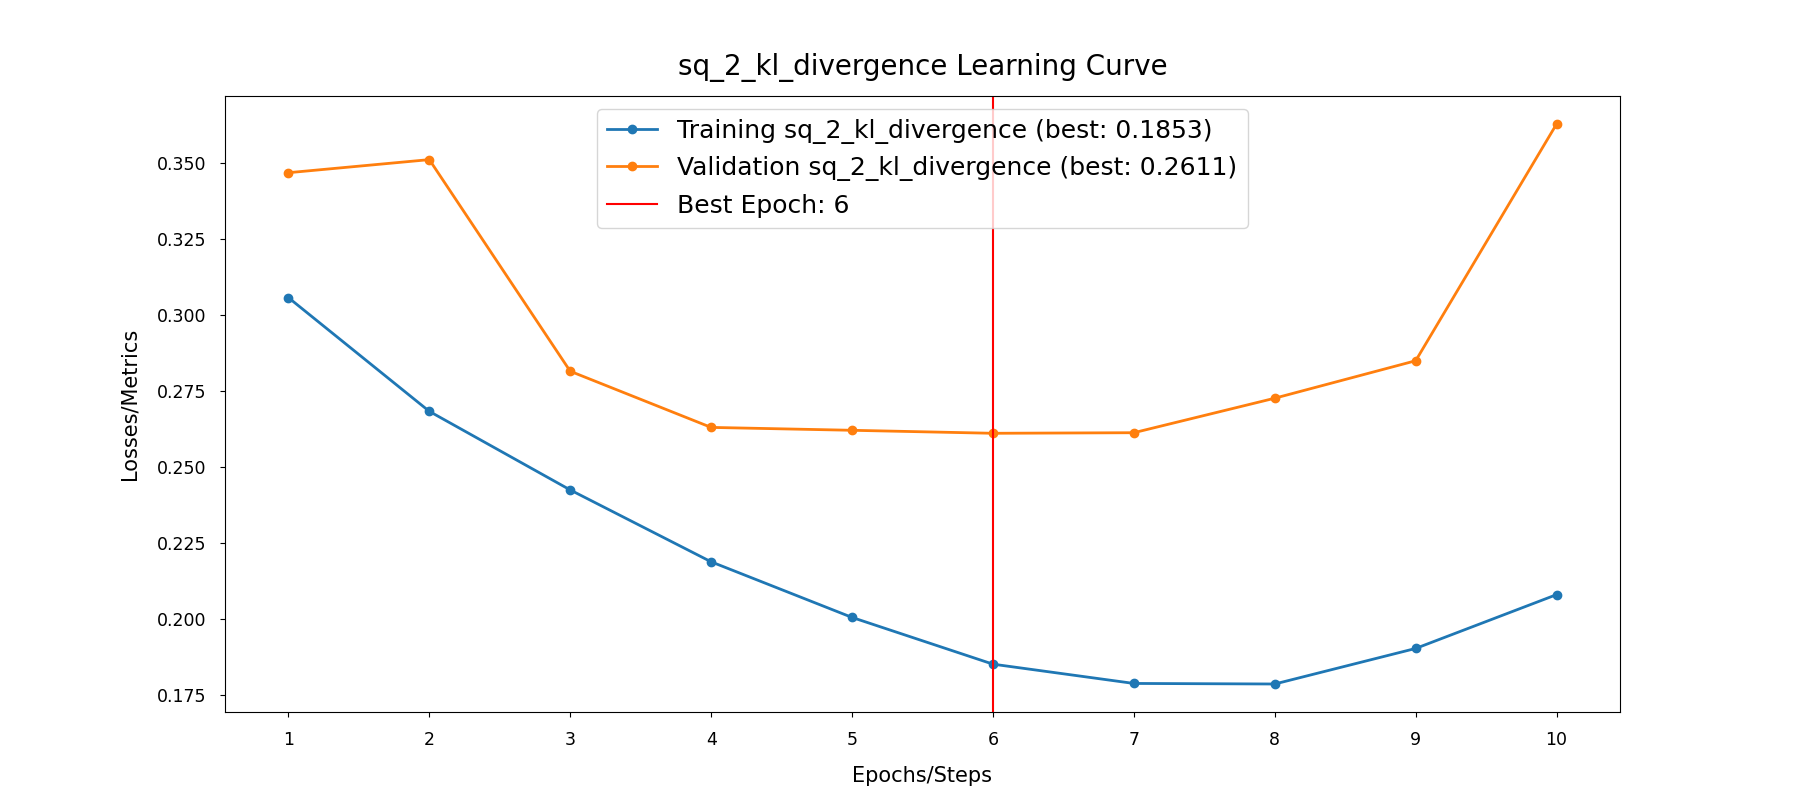 sq_2_kl_divergence Learning Curve
Training sq_2_kl_divergence (best: 0.1853)
Validation sq_2_kl_divergence (best: 0.2611)
Best Epoch: 6
Losses/Metrics
0.350
0.325
0.300
0.275
0.250
0.225
0.200
0.175
1 2 3 4 5 6 7 8 9 10
Epochs/Steps